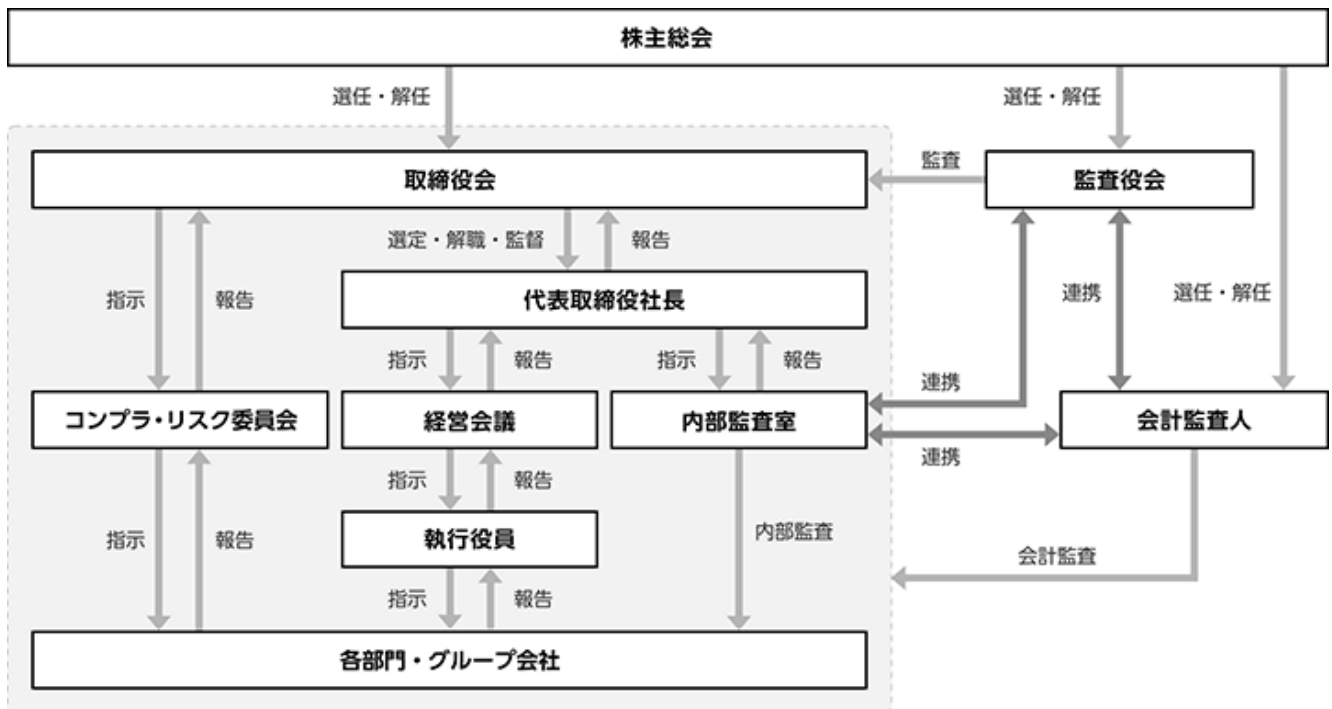 株主総会
選任・解任
選任・解任
取締役会
監査
監査役会
選定・解職・監督
報告
代表取締役社長
指示
報告
連携
選任・解任
指示
報告
指示
報告
連携
コンプラ・リスク委員会
経営会議
内部監査室
会計監査人
連携
指示
報告
執行役員
指示
報告
内部監査
会計監査
指示
報告
各部門・グループ会社